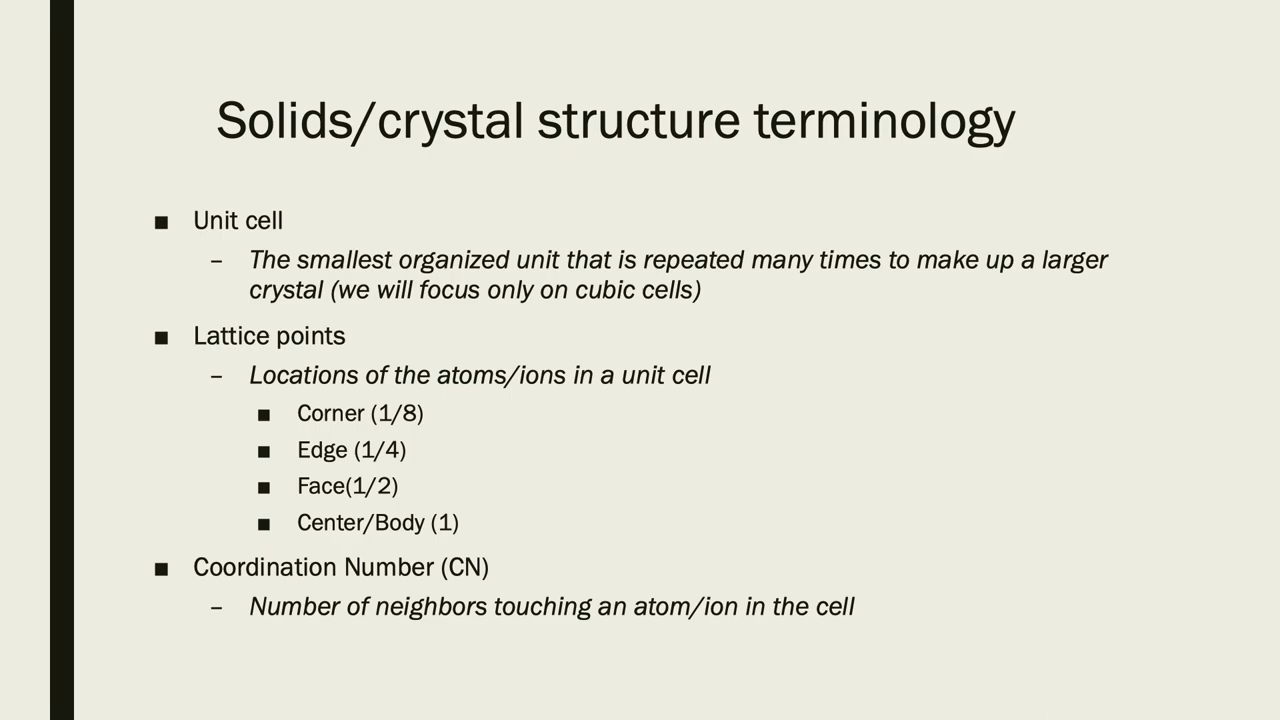 Solids/crystal structure terminology
■ Unit cell
– The smallest organized unit that is repeated many times to make up a larger
crystal (we will focus only on cubic cells)
■ Lattice points
– Locations of the atoms/ions in a unit cell
■ Corner (1/8)
■ Edge (1/4)
■ Face(1/2)
■ Center/Body (1)
■ Coordination Number (CN)
– Number of neighbors touching an atom/ion in the cell